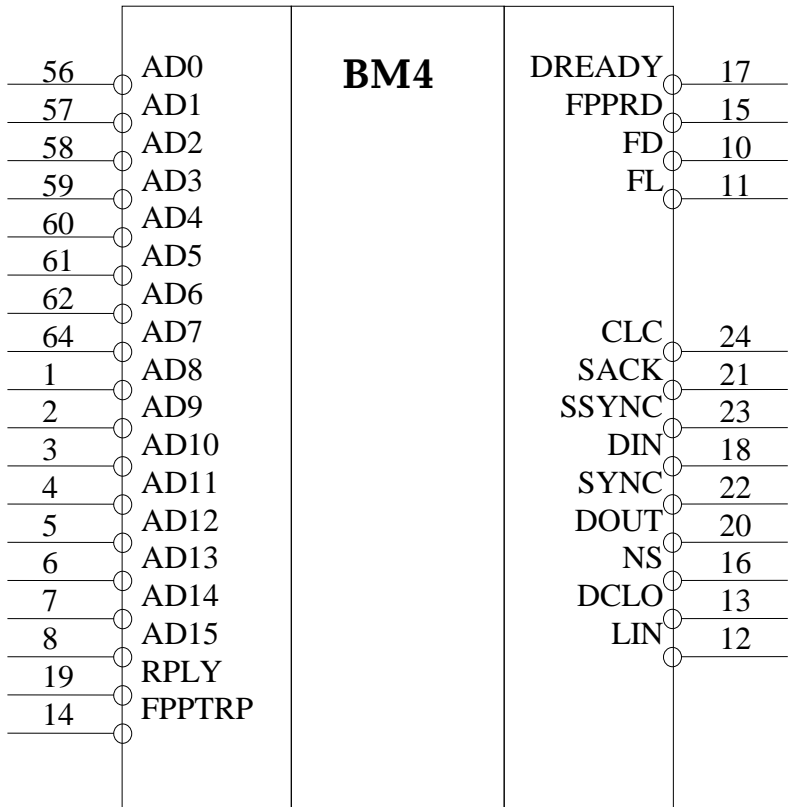 BM4
56 AD0 DREADY 17
57 AD1 FPPRD 15
58 AD2 FD 10
59 AD3 FL 11
60 AD4
61 AD5
62 AD6
64 AD7 CLC 24
1 AD8 SACK 21
2 AD9 SSYNC 23
3 AD10 DIN 18
4 AD11 SYNC 22
5 AD12 DOUT 20
6 AD13 NS 16
7 AD14 DCLO 13
8 AD15 LIN 12
19 RPLY
14 FPPTRP